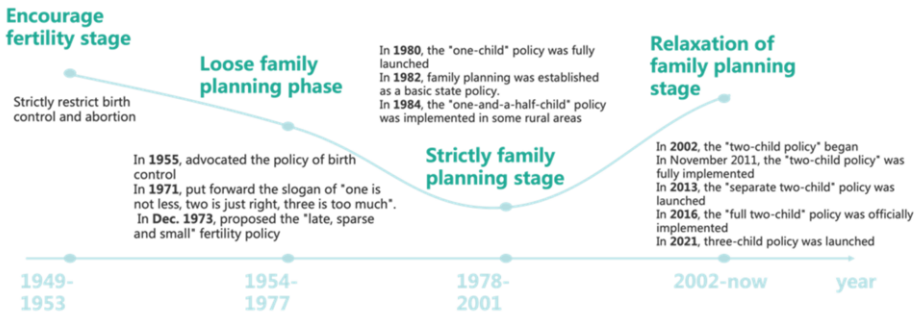 Encourage
fertility stage
Strictly restrict birth
control and abortion
Loose family
planning phase
In 1955, advocated the policy of birth
control
In 1971, put forward the slogan of "one is
not less, two is just right, three is too much".
In Dec. 1973, proposed the "late, sparse
and small" fertility policy
In 1980, the "one-child" policy was fully
launched
In 1982, family planning was established
as a basic state policy.
In 1984, the "one-and-a-half-child" policy
was implemented in some rural areas
Strictly family
planning stage
Relaxation of
family planning
stage
In 2002, the "two-child policy" began
In November 2011, the "two-child policy" was
fully implemented
In 2013, the "separate two-child" policy was
launched
In 2016, the "full two-child" policy was officially
implemented
In 2021, three-child policy was launched
1949-
1953
1954-
1977
1978-
2001
2002-now
year